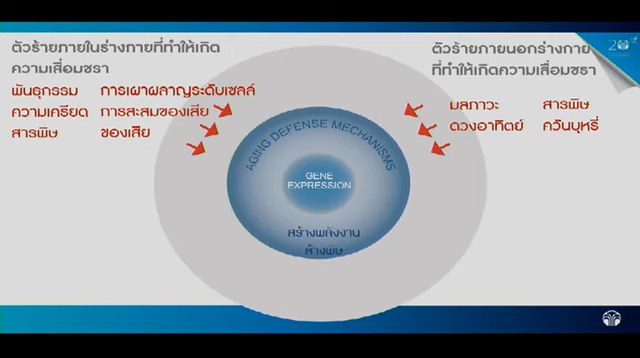 ตัวร้ายภายในร่างกายที่ทำให้เกิด
ความเสื่อมชรา
พันธุกรรม การเผาผลาญระดับเซลล์
ความเครียด การสะสมของเสีย
สารพิษ ของเสีย
ตัวร้ายภายนอกร่างกาย
ที่ทำให้เกิดความเสื่อมชรา
มลภาวะ สารพิษ
ดวงอาทิตย์ ควันบุหรี่
AGING DEFENSE MECHANISMS
GENE
EXPRESSION
สร้างพลังงาน
ล้างพิษ
20